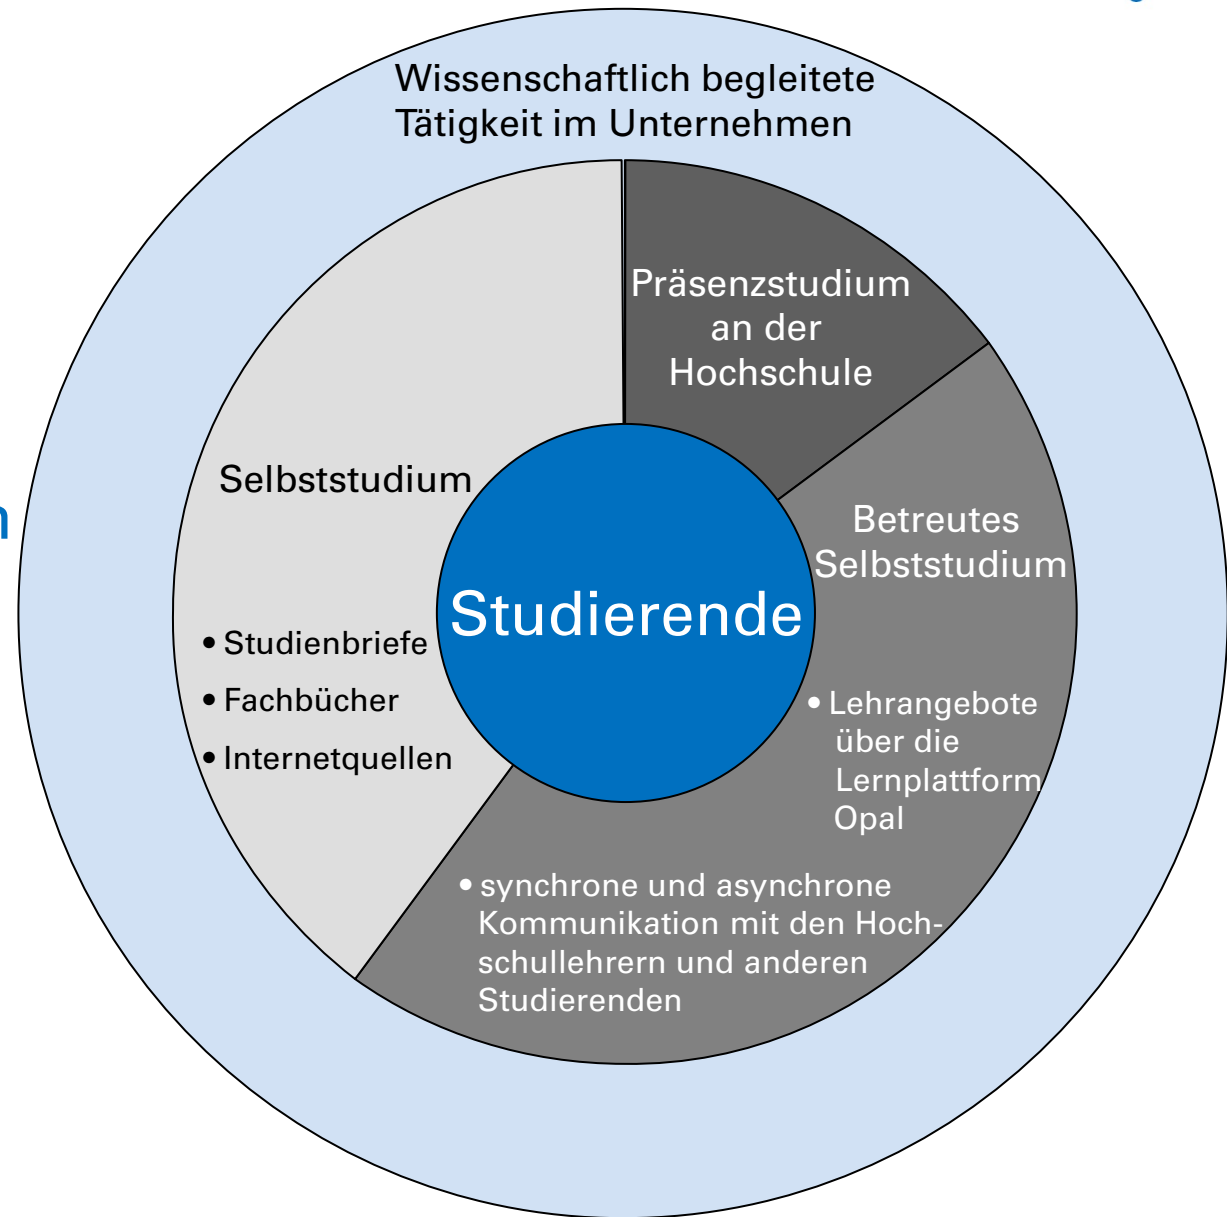 Wissenschaftlich begleitete
Tätigkeit im Unternehmen
Präsenzstudium
an der
Hochschule
Selbststudium
• Studienbriefe
• Fachbücher
• Internetquellen
Studierende
Betreutes
Selbststudium
• Lehrangebote
über die
Lernplattform
Opal
• synchrone und asynchrone
Kommunikation mit den Hoch-
schullehrern und anderen
Studierenden